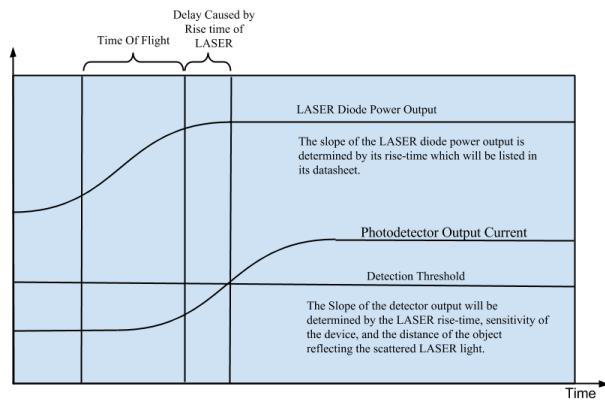 Delay Caused by
Rise time of
LASER
Time Of Flight
LASER Diode Power Output
The slope of the LASER diode power output is
determined by its rise-time which will be listed in
its datasheet.
Photodetector Output Current
Detection Threshold
The Slope of the detector output will be
determined by the LASER rise-time, sensitivity of
the device, and the distance of the object
reflecting the scattered LASER light.
Time